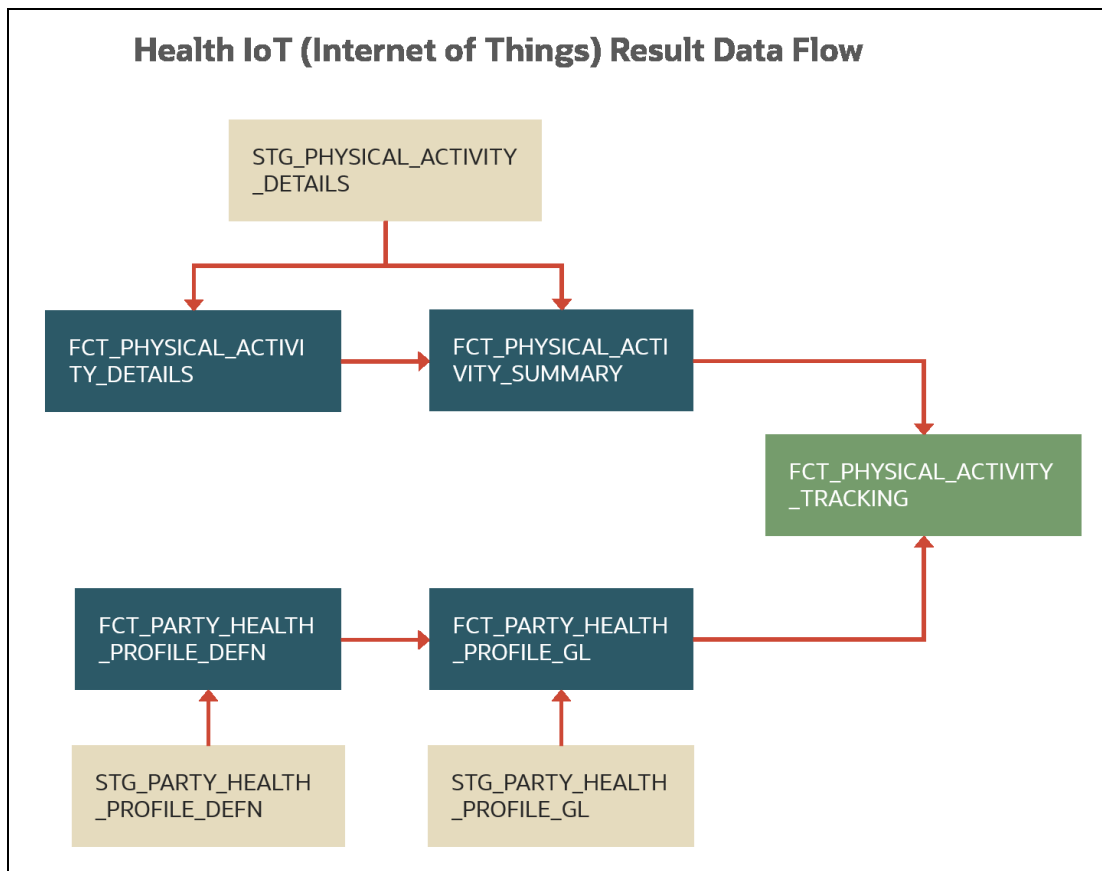 Health IoT (Internet of Things) Result Data Flow
STG_PHYSICAL_ACTIVITY
_DETAILS
FCT_PHYSICAL_ACTIVI
TY_DETAILS
FCT_PHYSICAL_ACTI
VITY_SUMMARY
FCT_PHYSICAL_ACTIVITY
_TRACKING
FCT_PARTY_HEALTH
_PROFILE_DEFN
FCT_PARTY_HEALTH
_PROFILE_GL
STG_PARTY_HEALTH
_PROFILE_DEFN
STG_PARTY_HEALTH
_PROFILE_GL